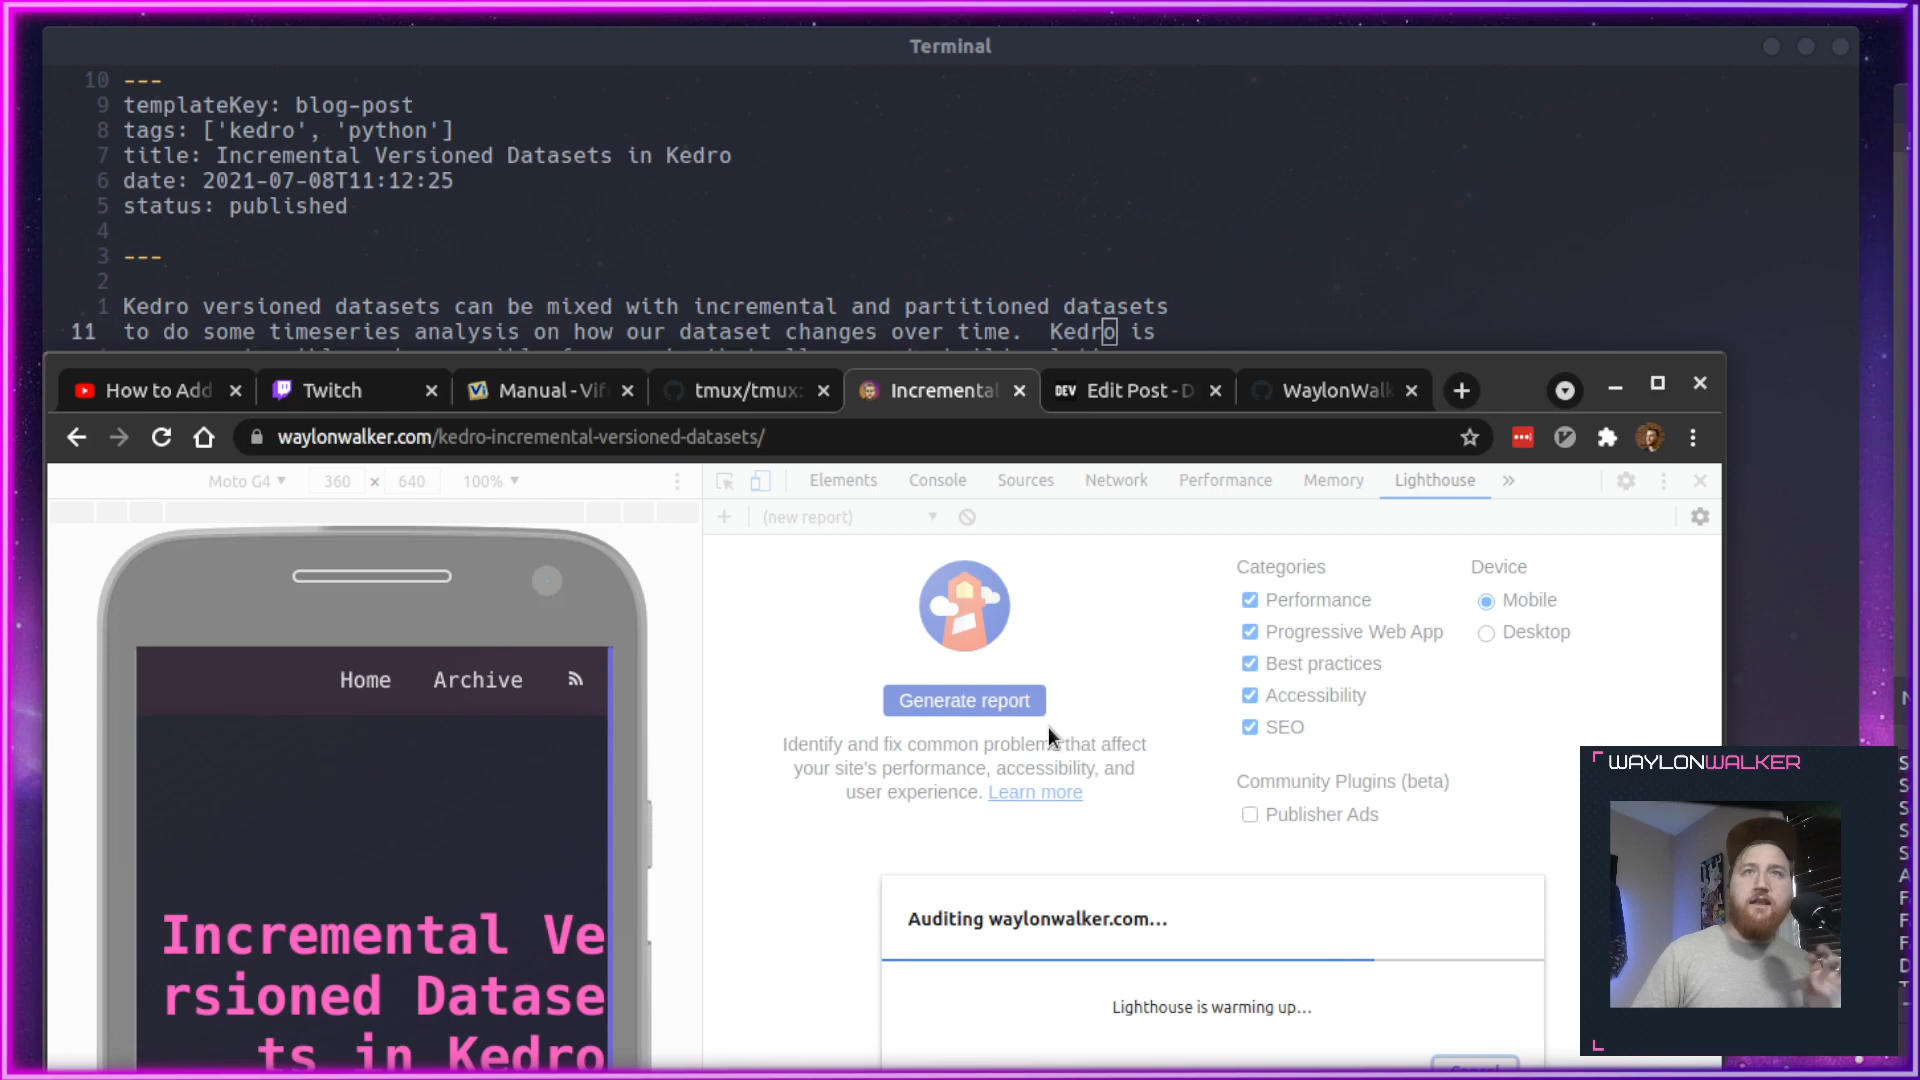 Terminal
10 ---
9 templateKey: blog-post
8 tags: ['kedro', 'python']
7 title: Incremental Versioned Datasets in Kedro
6 date: 2021-07-08T11:12:25
5 status: published
4
3 ---
2
1 Kedro versioned datasets can be mixed with incremental and partitioned datasets
11 to do some timeseries analysis on how our dataset changes over time.  Kedro is
How to Add
Twitch
Manual - Vif
tmux/tmux:
Incremental
DEV Edit Post - D
WaylonWalk
waylonwalker.com/kedro-incremental-versioned-datasets/
Moto G4
360 × 640
100%
Elements
Console
Sources
Network
Performance
Memory
Lighthouse
(new report)
Home
Archive
Incremental Ve
rsioned Datase
ts in Kedro
Generate report
Identify and fix common problems that affect
your site's performance, accessibility, and
user experience. Learn more
Categories
Performance
Progressive Web App
Best practices
Accessibility
SEO
Community Plugins (beta)
Publisher Ads
Device
Mobile
Desktop
Auditing waylonwalker.com...
Lighthouse is warming up...
WAYLONWALKER